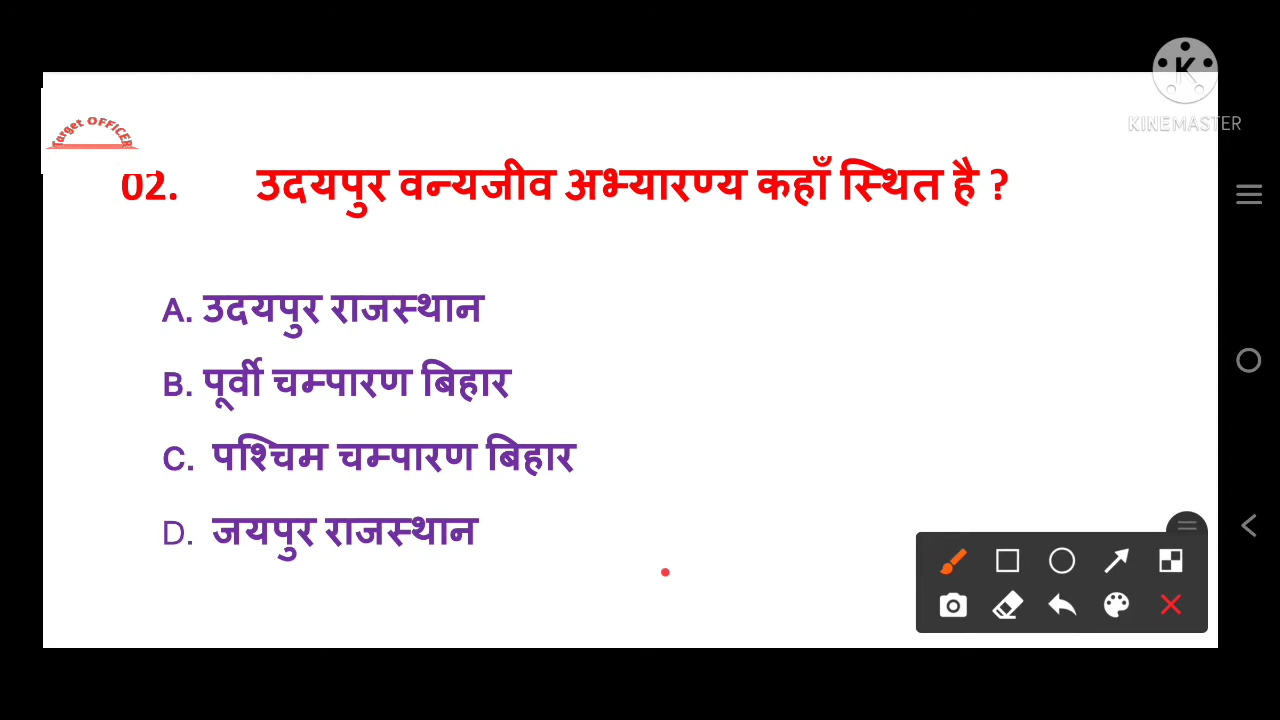 KINEMASTER
Target OFFICER
02. उदयपुर वन्यजीव अभ्यारण्य कहाँ स्थित है ?
A. उदयपुर राजस्थान
B. पूर्वी चम्पारण बिहार
C. पश्चिम चम्पारण बिहार
D. जयपुर राजस्थान